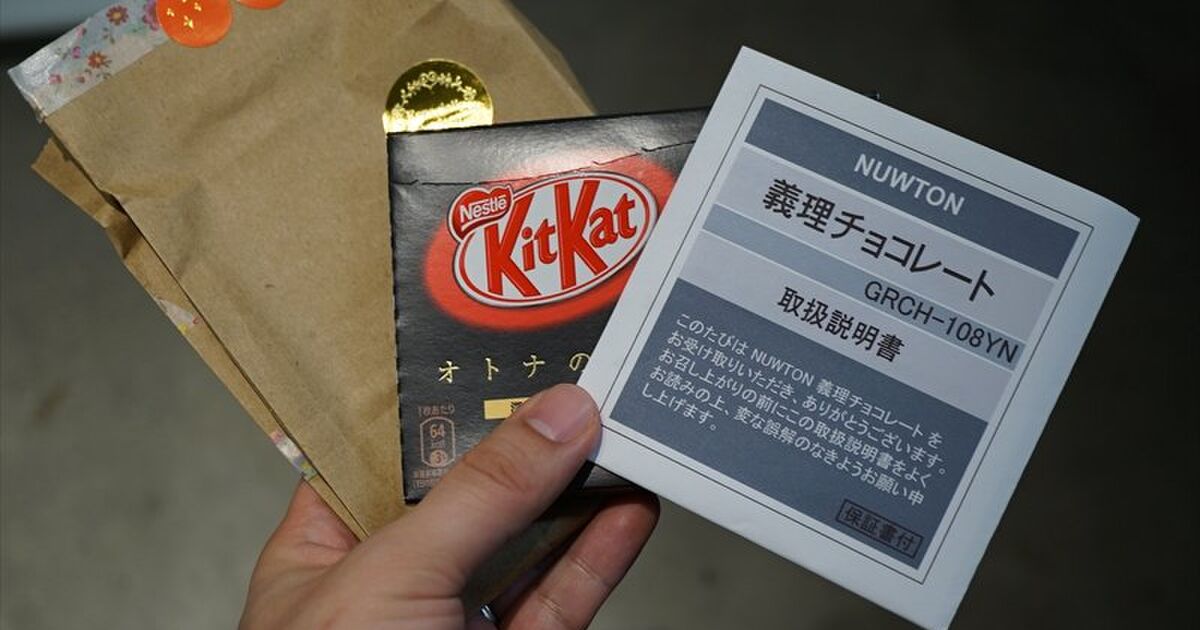 Nestlé
KitKat
オトナの
1枚あたり
64
NUWTON
義理チョコレート
GRCH-108YN
取扱説明書
このたびは NUWTON 義理チョコレート を
お受け取りいただき、ありがとうございます。
お召し上がりの前にこの取扱説明書をよく
お読みの上、変な誤解のなきようお願い申
し上げます。
保証書付